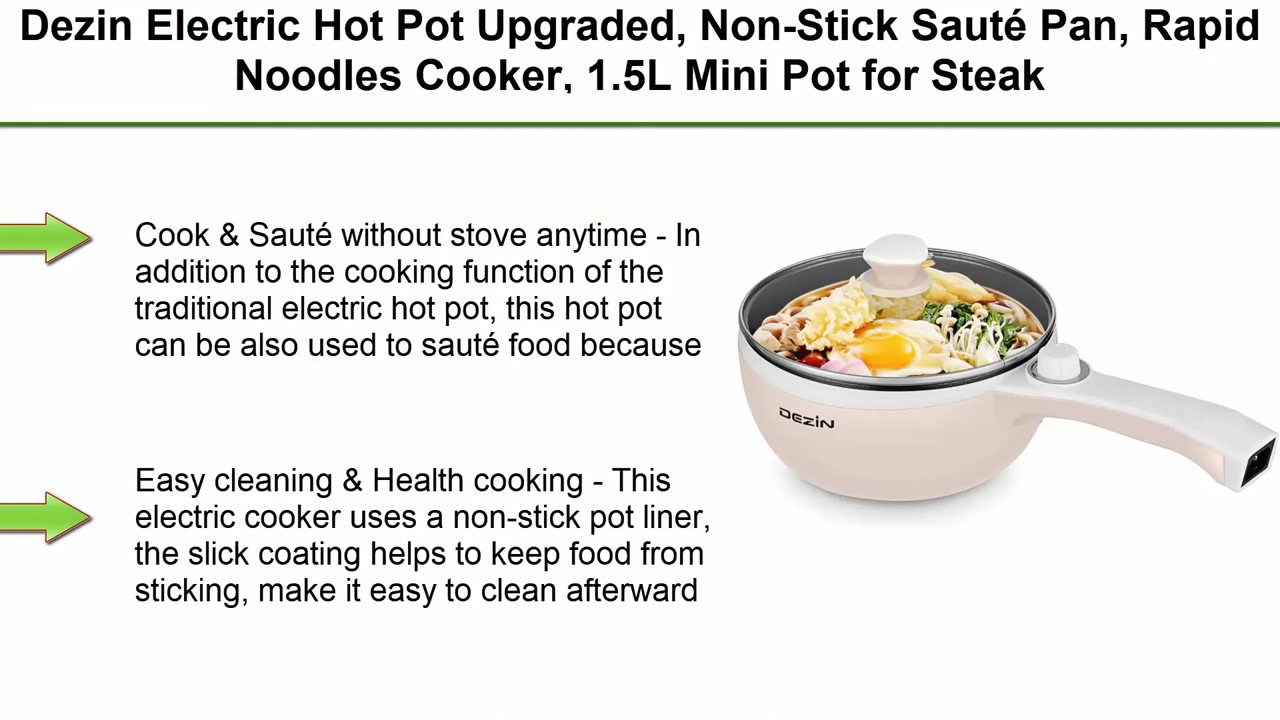 Dezin Electric Hot Pot Upgraded, Non-Stick Sauté Pan, Rapid
Noodles Cooker, 1.5L Mini Pot for Steak
Cook & Sauté without stove anytime - In
addition to the cooking function of the
traditional electric hot pot, this hot pot
can be also used to sauté food because
Easy cleaning & Health cooking - This
electric cooker uses a non-stick pot liner,
the slick coating helps to keep food from
sticking, make it easy to clean afterward
DEZiN